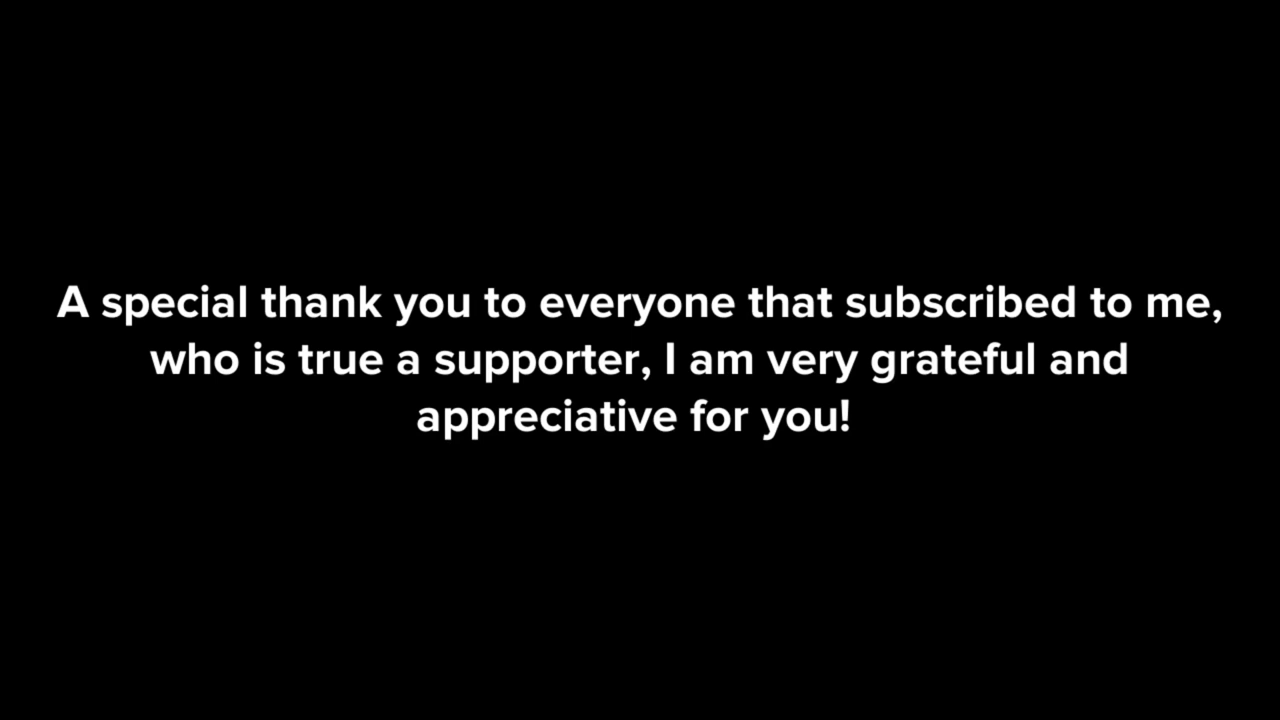 A special thank you to everyone that subscribed to me,
who is true a supporter, I am very grateful and
appreciative for you!